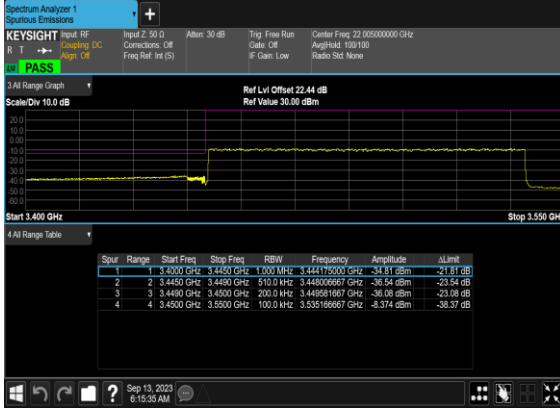 Spectrum Analyzer 1
Spurious Emissions
+
KEYSIGHT Input: RF Input Z: 50 Ω Atten: 30 dB Trig: Free Run Center Freq: 22.005000000 GHz
R T Coupling: DC Corrections: Off Gate: Off Avg|Hold: 100/100
Align: Off Freq Ref: Int (S) IF Gain: Low Radio Std: None
PASS
3 All Range Graph Ref Lvl Offset 22.44 dB
Scale/Div 10.0 dB Ref Value 30.00 dBm
20.0
10.0
0.00
-10.0
-20.0
-30.0
-40.0
-50.0
-60.0
Start 3.400 GHz Stop 3.550 GH
4 All Range Table
Spur Range Start Freq Stop Freq RBW Frequency Amplitude ΔLimit
1 1 3.4000 GHz 3.4450 GHz 1.000 MHz 3.444175000 GHz -34.81 dBm -21.81 dB
2 2 3.4450 GHz 3.4490 GHz 510.0 kHz 3.448006667 GHz -36.54 dBm -23.54 dB
3 3 3.4490 GHz 3.4500 GHz 200.0 kHz 3.449581667 GHz -36.08 dBm -23.08 dB
4 4 3.4500 GHz 3.5500 GHz 100.0 kHz 3.535166667 GHz -8.374 dBm -38.37 dB
? Sep 13, 2023
6:15:35 AM